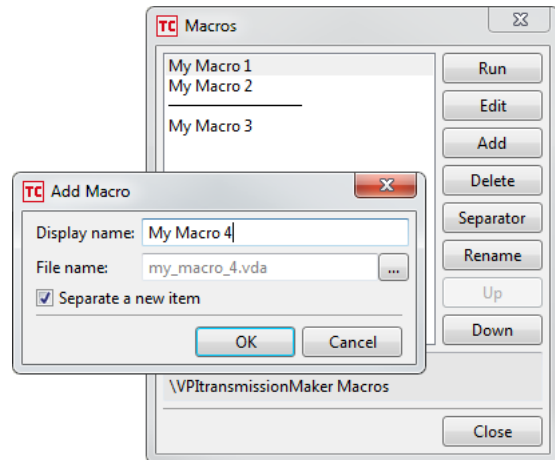 TC Macros
My Macro 1
My Macro 2
My Macro 3
Run
Edit
Add
Delete
Separator
Rename
Up
Down
TC Add Macro
Display name: My Macro 4
File name: my_macro_4.vda ...
Separate a new item
OK Cancel
\VPItransmissionMaker Macros
Close